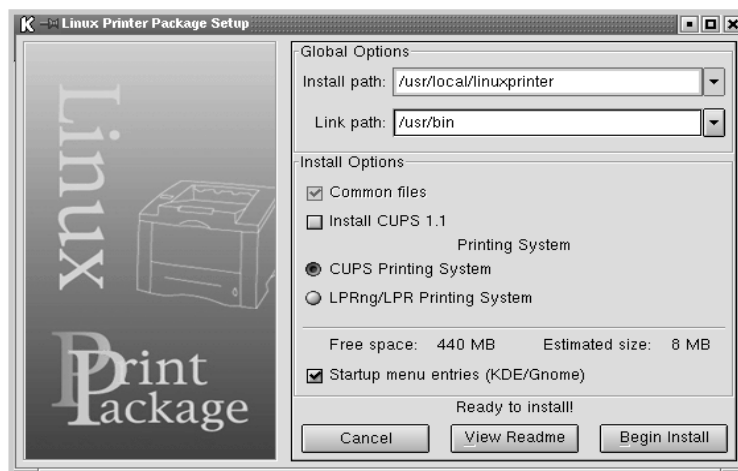 Linux Printer Package Setup
Linux
Print
Package
Global Options
Install path: /usr/local/linuxprinter
Link path: /usr/bin
Install Options
Common files
Install CUPS 1.1
Printing System
CUPS Printing System
LPRng/LPR Printing System
Free space: 440 MB Estimated size: 8 MB
Startup menu entries (KDE/Gnome)
Ready to install!
Cancel View Readme Begin Install